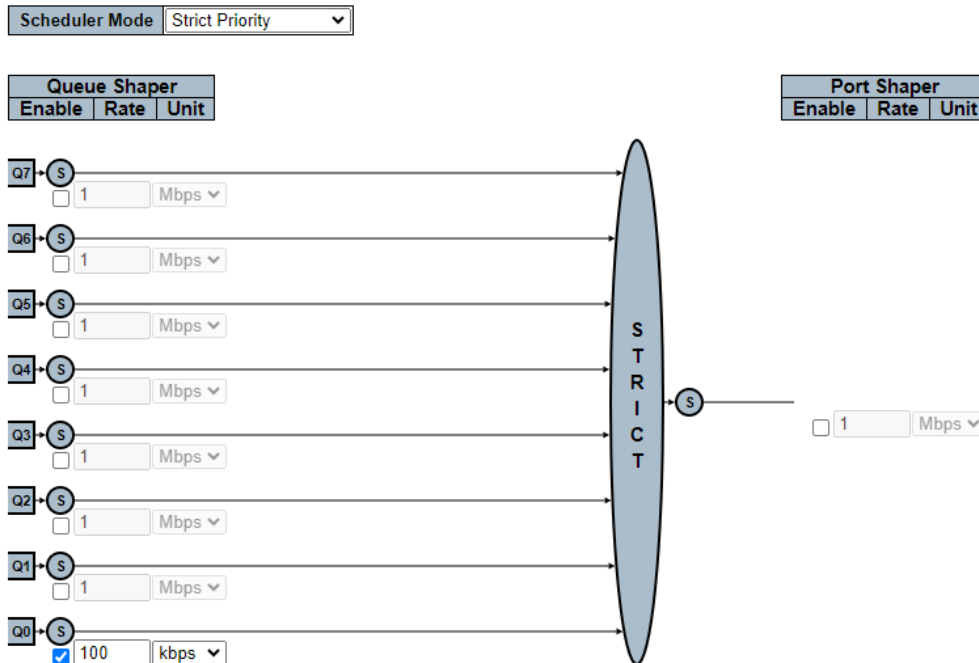 Scheduler Mode Strict Priority
Queue Shaper
Enable Rate Unit
Port Shaper
Enable Rate Unit
Q7 S
1 Mbps
Q6 S
1 Mbps
Q5 S
1 Mbps
Q4 S
1 Mbps
Q3 S
1 Mbps
Q2 S
1 Mbps
Q1 S
1 Mbps
Q0 S
100 kbps
STRICT
S
1 Mbps